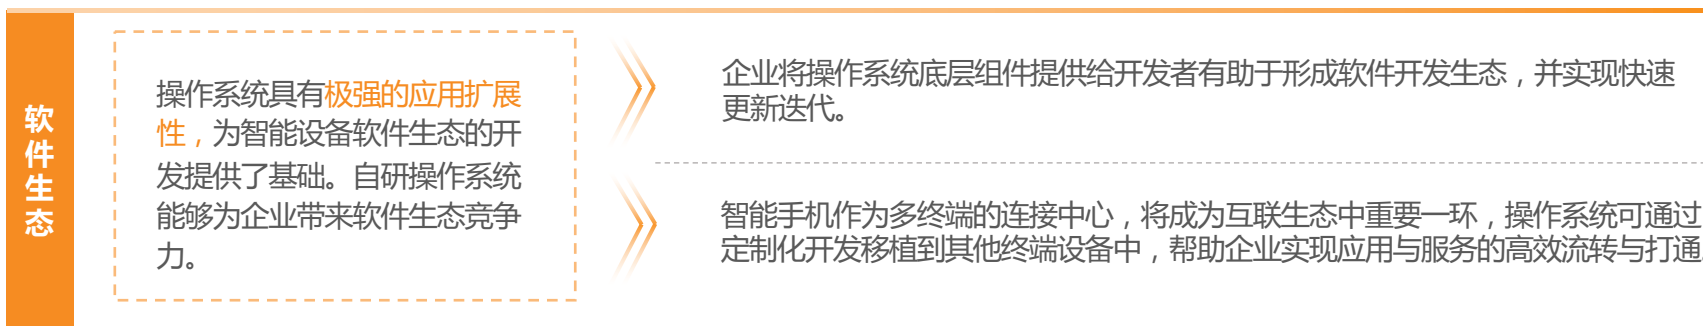 软件生态
操作系统具有极强的应用扩展
性，为智能设备软件生态的开
发提供了基础。自研操作系统
能够为企业带来软件生态竞争
力。
企业将操作系统底层组件提供给开发者有助于形成软件开发生态，并实现快速
更新迭代。
智能手机作为多终端的连接中心，将成为互联生态中重要一环，操作系统可通过
定制化开发移植到其他终端设备中，帮助企业实现应用与服务的高效流转与打通